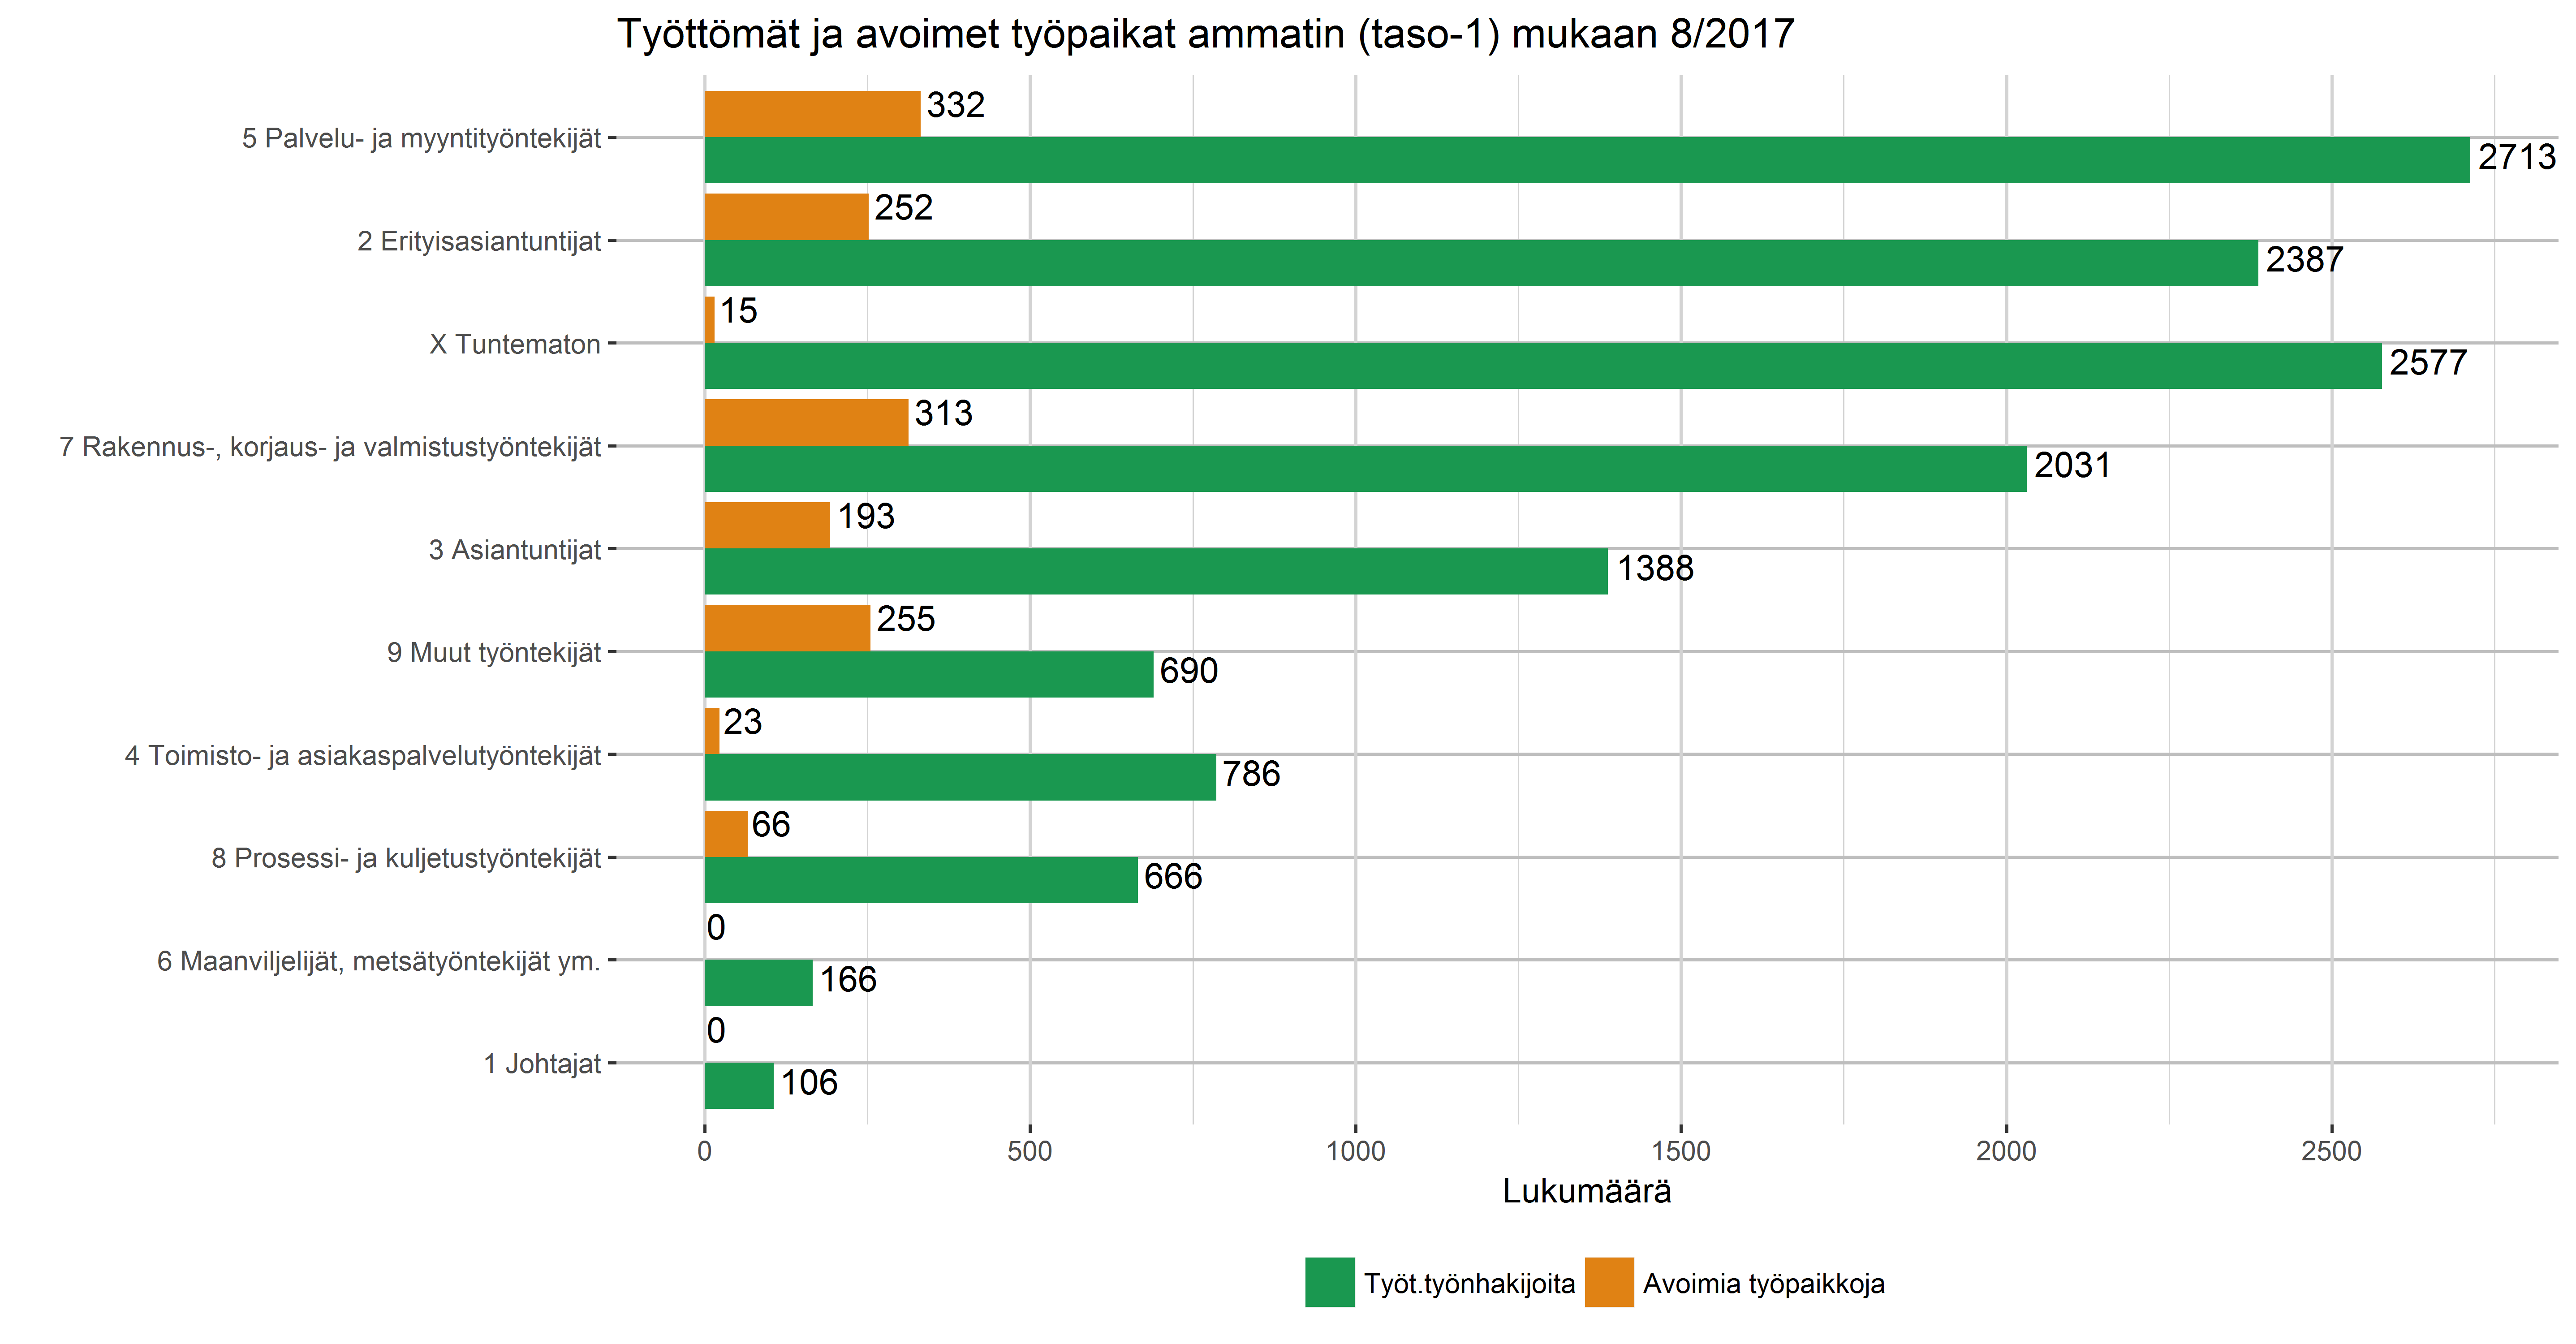 Työttömät ja avoimet työpaikat ammatin (taso-1) mukaan 8/2017
5 Palvelu- ja myyntityöntekijät
332
2713
2 Erityisasiantuntijat
252
2387
X Tuntematon
15
2577
7 Rakennus-, korjaus- ja valmistustyöntekijät
313
2031
3 Asiantuntijat
193
1388
9 Muut työntekijät
255
690
4 Toimisto- ja asiakaspalvelutyöntekijät
23
786
8 Prosessi- ja kuljetustyöntekijät
66
666
6 Maanviljelijät, metsätyöntekijät ym.
0
166
1 Johtajat
0
106
0 500 1000 1500 2000 2500
Lukumäärä
Työt.työnhakijoita Avoimia työpaikkoja